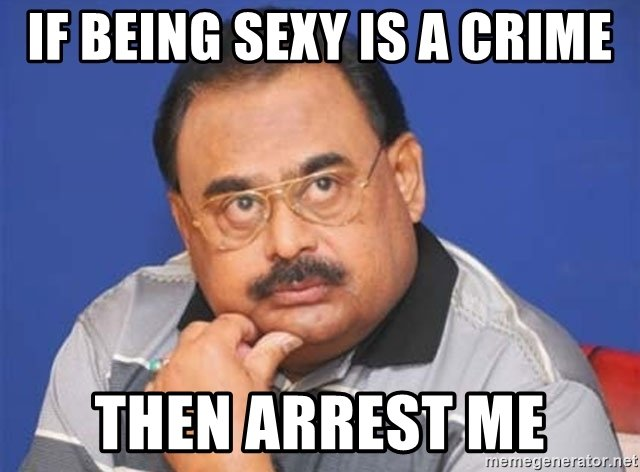 IF BEING SEXY IS A CRIME
THEN ARREST ME
memegenerator.net